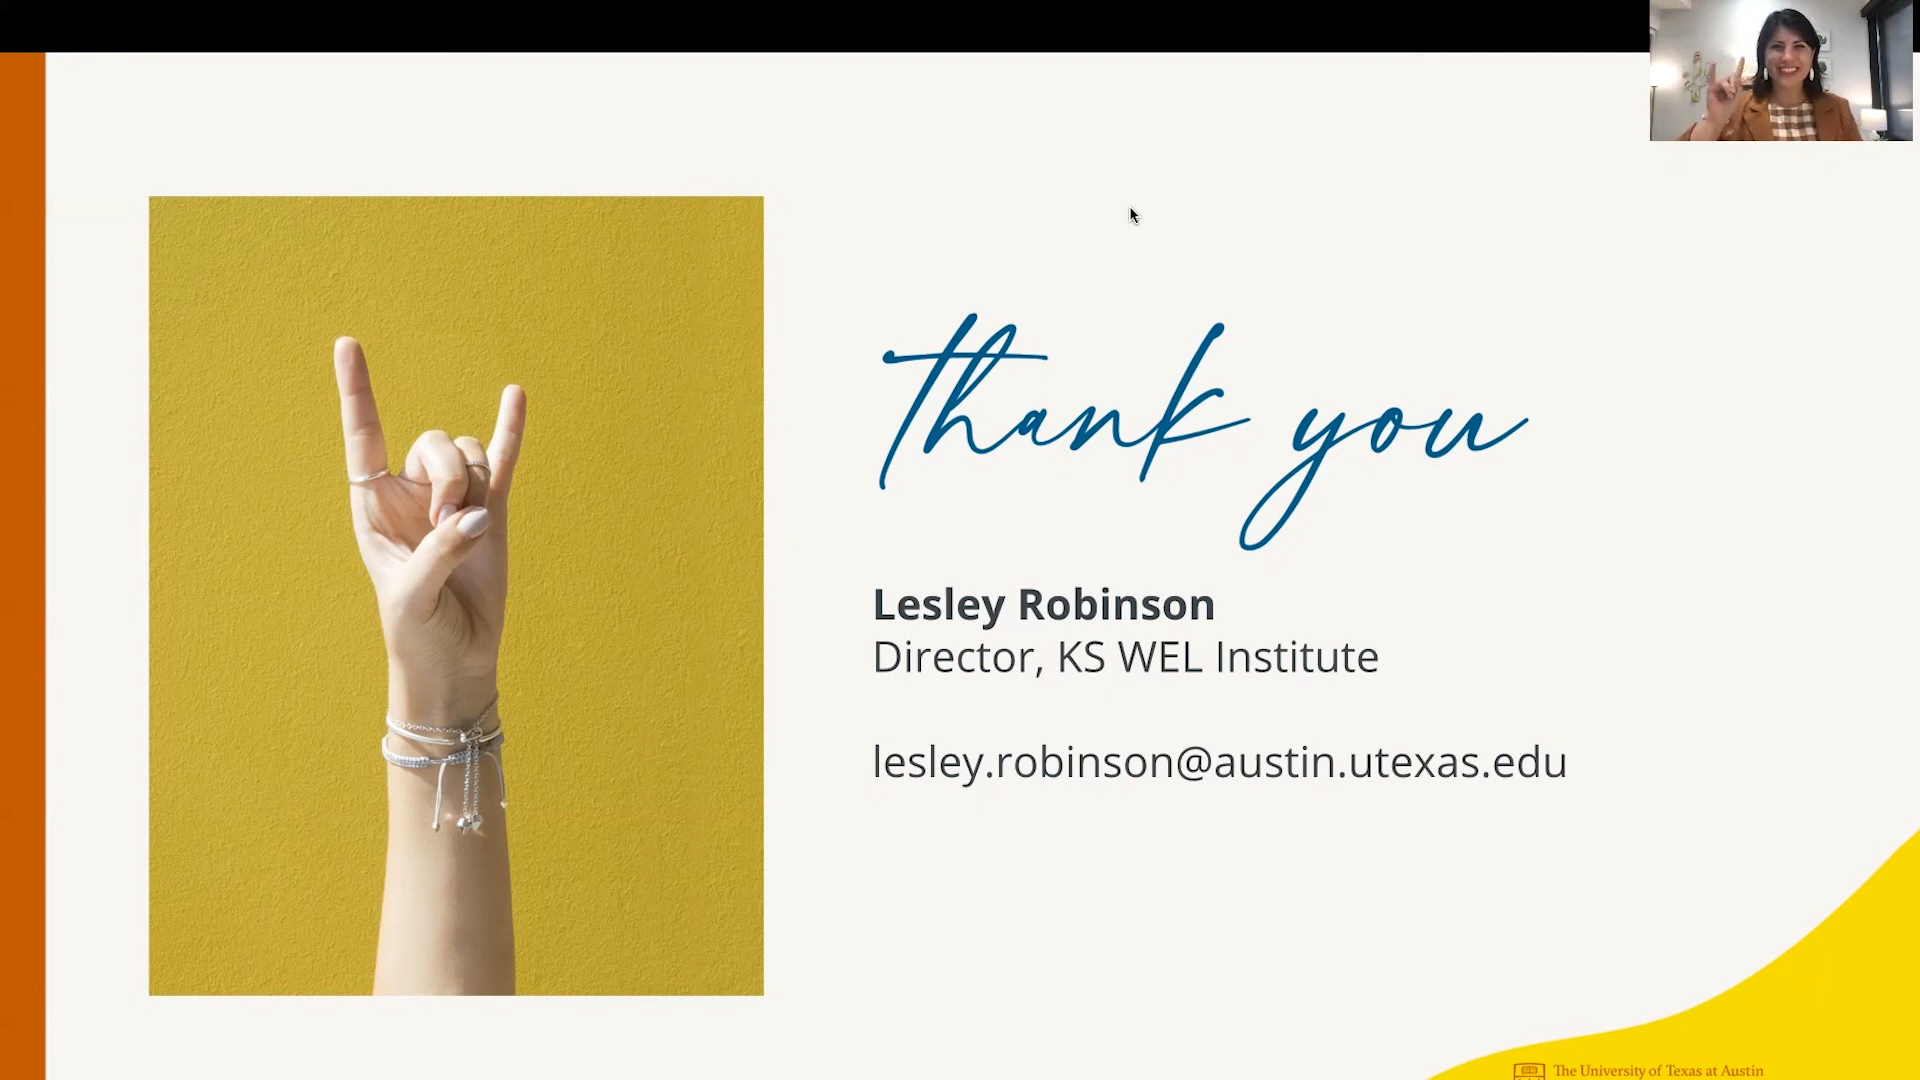 thank you
Lesley Robinson
Director, KS WEL Institute
lesley.robinson@austin.utexas.edu
The University of Texas at Austin